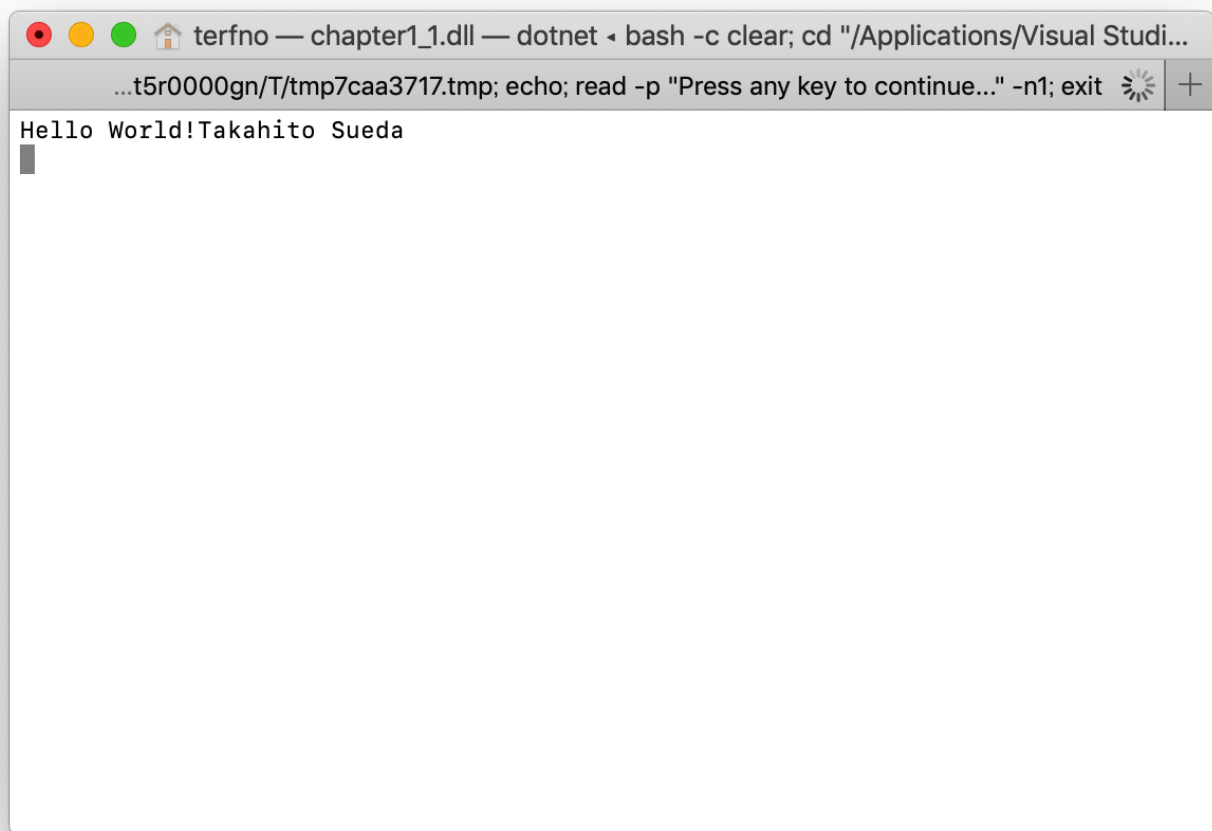 terfno — chapter1_1.dll — dotnet ◂ bash -c clear; cd "/Applications/Visual Studi...
...t5r0000gn/T/tmp7caa3717.tmp; echo; read -p "Press any key to continue..." -n1; exit
Hello World!Takahito Sueda